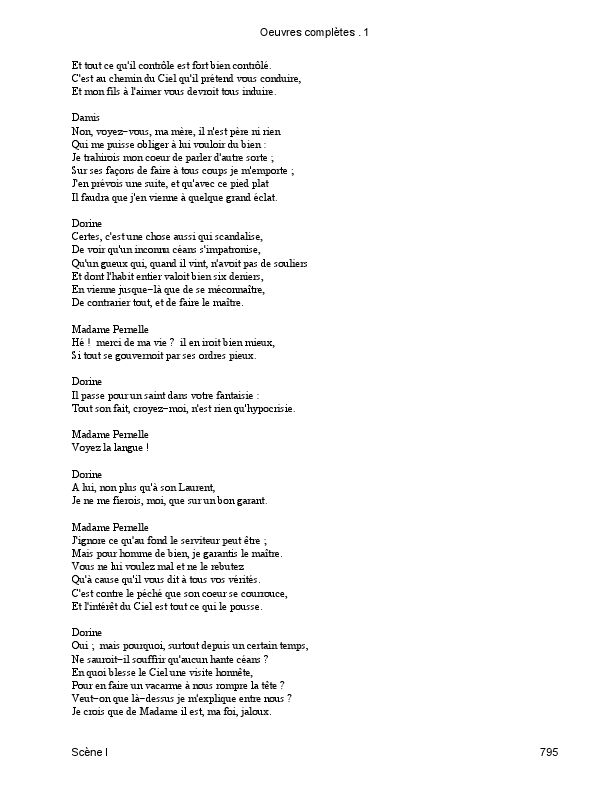 Oeuvres complètes . 1
Et tout ce qu'il contrôle est fort bien contrôlé.
C'est au chemin du Ciel qu'il prétend vous conduire,
Et mon fils à l'aimer vous devroit tous induire.
Damis
Non, voyez−vous, ma mère, il n'est père ni rien
Qui me puisse obliger à lui vouloir du bien :
Je trahirois mon coeur de parler d'autre sorte ;
Sur ses façons de faire à tous coups je m'emporte ;
J'en prévois une suite, et qu'avec ce pied plat
Il faudra que j'en vienne à quelque grand éclat.
Dorine
Certes, c'est une chose aussi qui scandalise,
De voir qu'un inconnu céans s'impatronise,
Qu'un gueux qui, quand il vint, n'avoit pas de souliers
Et dont l'habit entier valoit bien six deniers,
En vienne jusque−là que de se méconnaître,
De contrarier tout, et de faire le maître.
Madame Pernelle
Hé ! merci de ma vie ? il en iroit bien mieux,
Si tout se gouvernoit par ses ordres pieux.
Dorine
Il passe pour un saint dans votre fantaisie :
Tout son fait, croyez−moi, n'est rien qu'hypocrisie.
Madame Pernelle
Voyez la langue !
Dorine
A lui, non plus qu'à son Laurent,
Je ne me fierois, moi, que sur un bon garant.
Madame Pernelle
J'ignore ce qu'au fond le serviteur peut être ;
Mais pour homme de bien, je garantis le maître.
Vous ne lui voulez mal et ne le rebutez
Qu'à cause qu'il vous dit à tous vos vérités.
C'est contre le péché que son coeur se courrouce,
Et l'intérêt du Ciel est tout ce qui le pousse.
Dorine
Oui ; mais pourquoi, surtout depuis un certain temps,
Ne sauroit−il souffrir qu'aucun hante céans ?
En quoi blesse le Ciel une visite honnête,
Pour en faire un vacarme à nous rompre la tête ?
Veut−on que là−dessus je m'explique entre nous ?
Je crois que de Madame il est, ma foi, jaloux.
Scène I 795